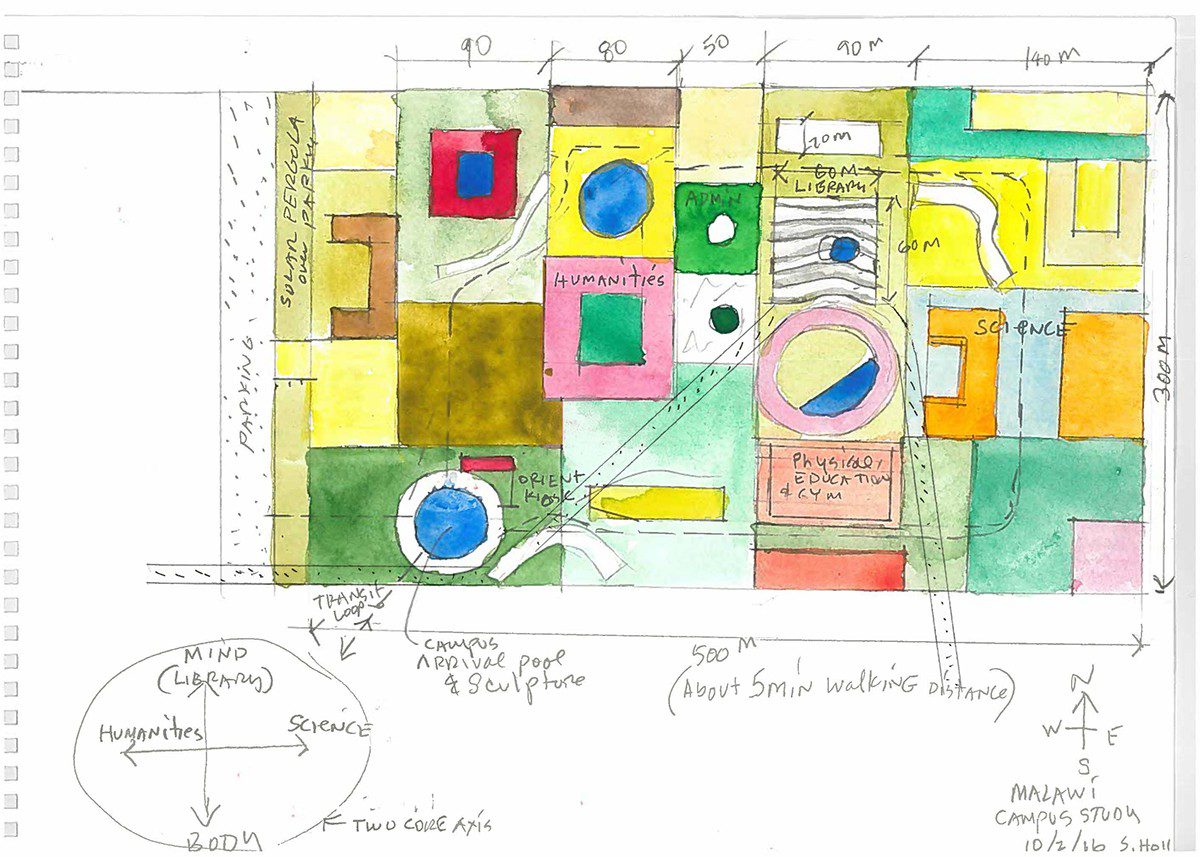 90
80
50
90 M
140 M
SOLAR PERGOLA
over PARKING
PARKING
20M
60M
LIBRARY
60M
ADMIN
HUMANITIES
SCIENCE
300 M
Physical
EDUCATION
& GYM
ORIENT
KIOSK
TRANSIT
LOOP
CAMPUS
ARRIVAL pool
& Sculpture
500 M
(About 5min WALKING DISTANCE)
MIND
(LIBRARY)
Humanities
Science
BODY
TWO CORE AXIS
N
W
E
S
MALAWI
CAMPUS STUDY
10/2/16 S. Holl